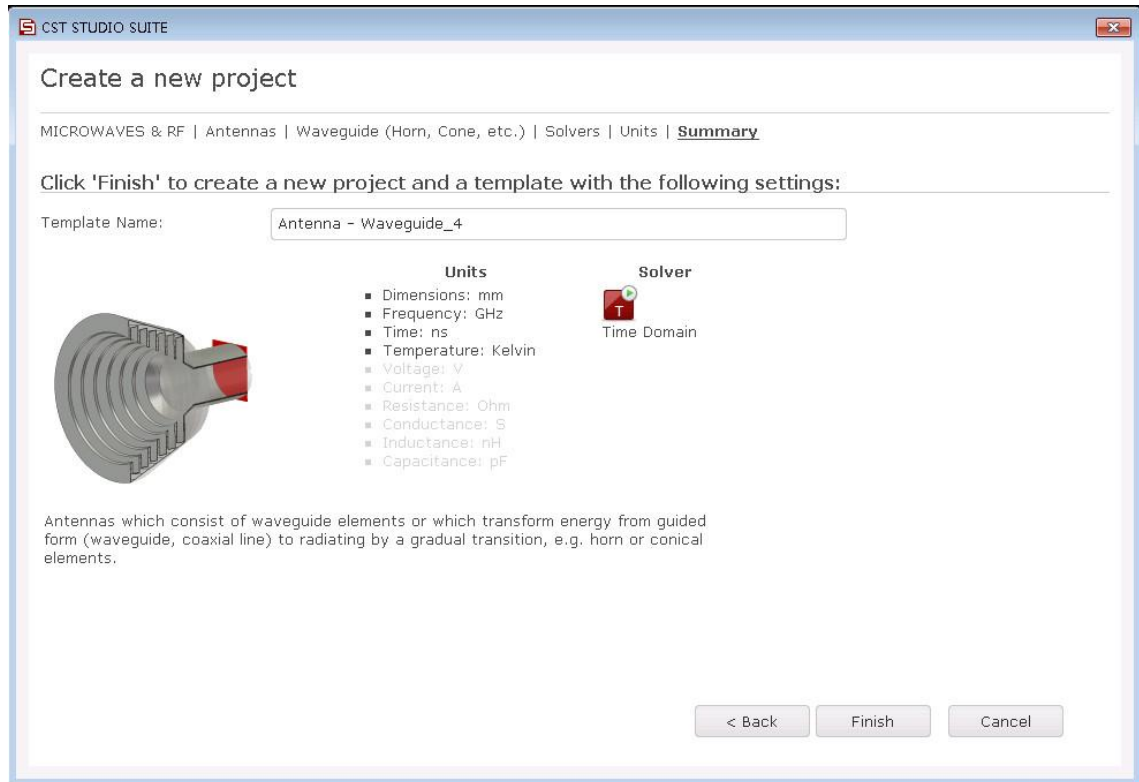 CST STUDIO SUITE
Create a new project
MICROWAVES & RF | Antennas | Waveguide (Horn, Cone, etc.) | Solvers | Units | Summary
Click 'Finish' to create a new project and a template with the following settings:
Template Name: Antenna - Waveguide_4
Units Solver
Dimensions: mm
Frequency: GHz
T
Time: ns Time Domain
Temperature: Kelvin
Voltage: V
Current: A
Resistance: Ohm
Conductance: S
Inductance: nH
Capacitance: pF
Antennas which consist of waveguide elements or which transform energy from guided
form (waveguide, coaxial line) to radiating by a gradual transition, e.g. horn or conical
elements.
< Back Finish Cancel